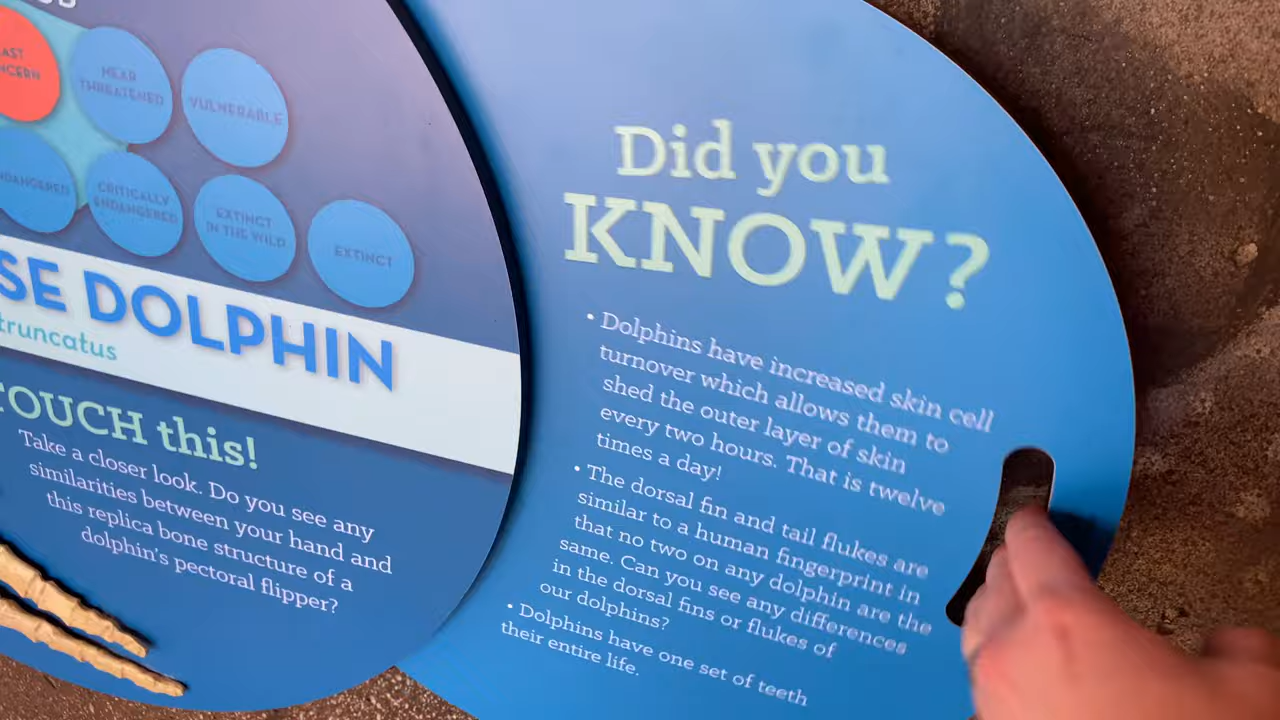 AST
NCERN
NEAR
THREATENED
VULNERABLE
NDANGERED
CRITICALLY
ENDANGERED
EXTINCT
IN THE WILD
EXTINCT
SE DOLPHIN
truncatus
TOUCH this!
Take a closer look. Do you see any
similarities between your hand and
this replica bone structure of a
dolphin's pectoral flipper?
Did you
KNOW?
• Dolphins have increased skin cell
turnover which allows them to
shed the outer layer of skin
every two hours. That is twelve
times a day!
• The dorsal fin and tail flukes are
similar to a human fingerprint in
that no two on any dolphin are the
same. Can you see any differences
in the dorsal fins or flukes of
our dolphins?
• Dolphins have one set of teeth
their entire life.